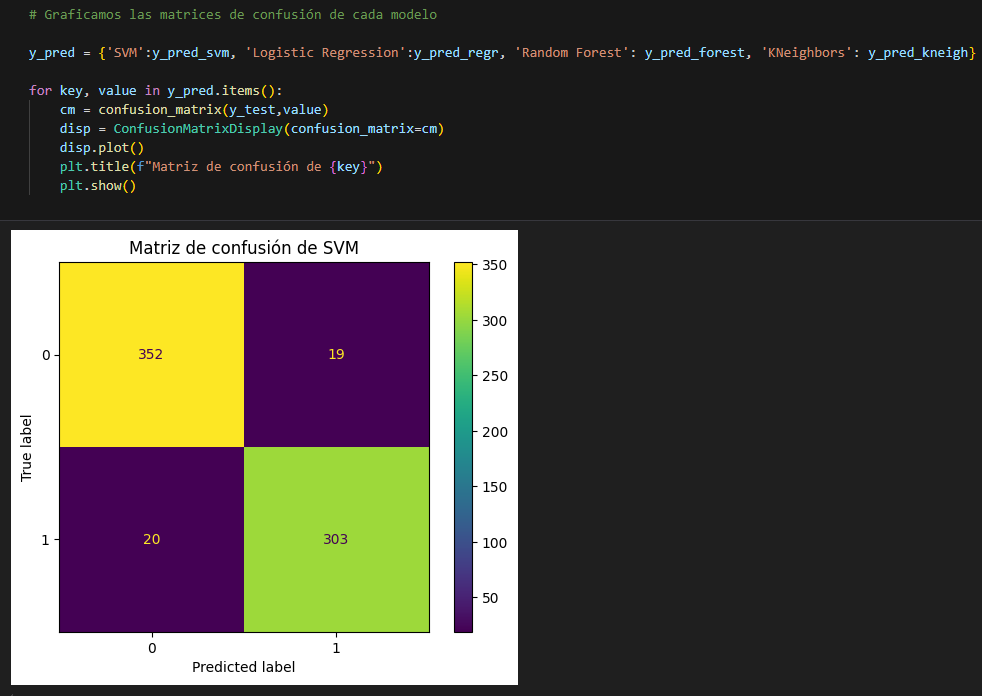 # Graficamos las matrices de confusión de cada modelo
y_pred = {'SVM':y_pred_svm, 'Logistic Regression':y_pred_regr, 'Random Forest': y_pred_forest, 'KNeighbors': y_pred_kneigh}
for key, value in y_pred.items():
    cm = confusion_matrix(y_test,value)
    disp = ConfusionMatrixDisplay(confusion_matrix=cm)
    disp.plot()
    plt.title(f"Matriz de confusión de {key}")
    plt.show()
Matriz de confusión de SVM
350
300
250
200
150
100
50
0
352
19
True label
1
20
303
0
1
Predicted label